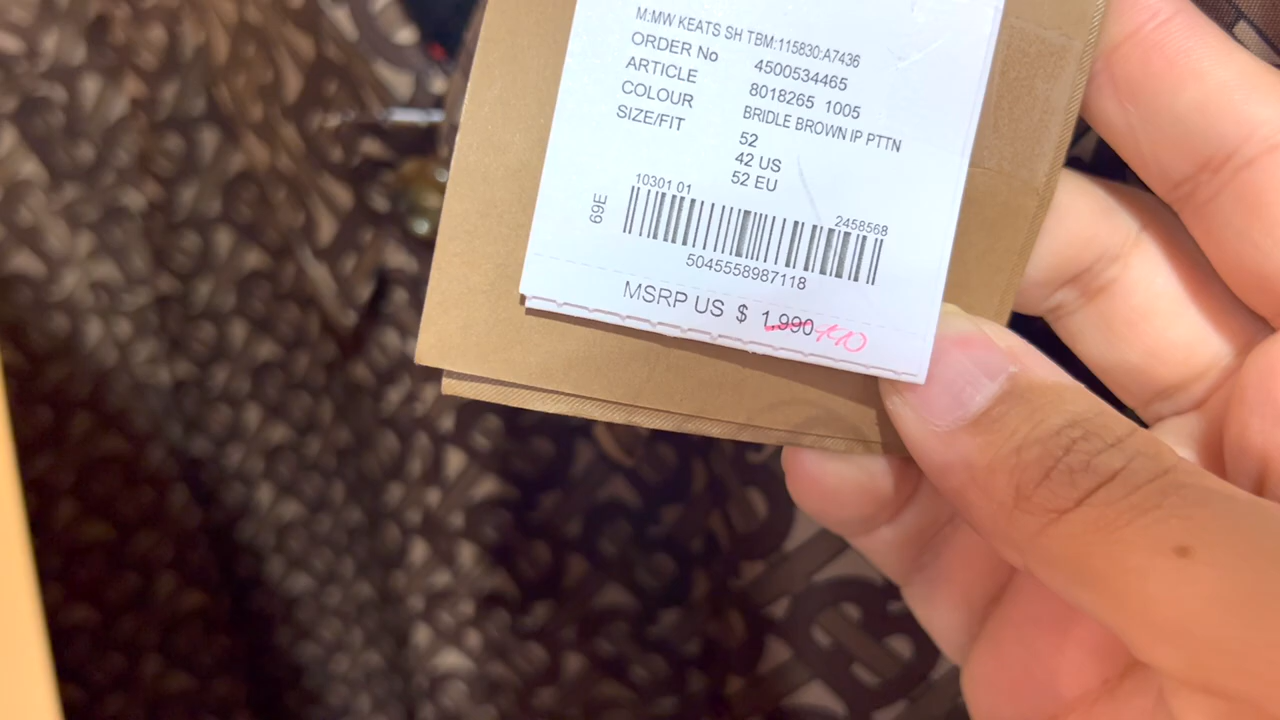 M:MW KEATS SH TBM:115830:A7436
ORDER No 4500534465
ARTICLE 8018265 1005
COLOUR BRIDLE BROWN IP PTTN
SIZE/FIT 52
42 US
52 EU
10301 01 2458568
69E
5045558987118
MSRP US $ 1.990